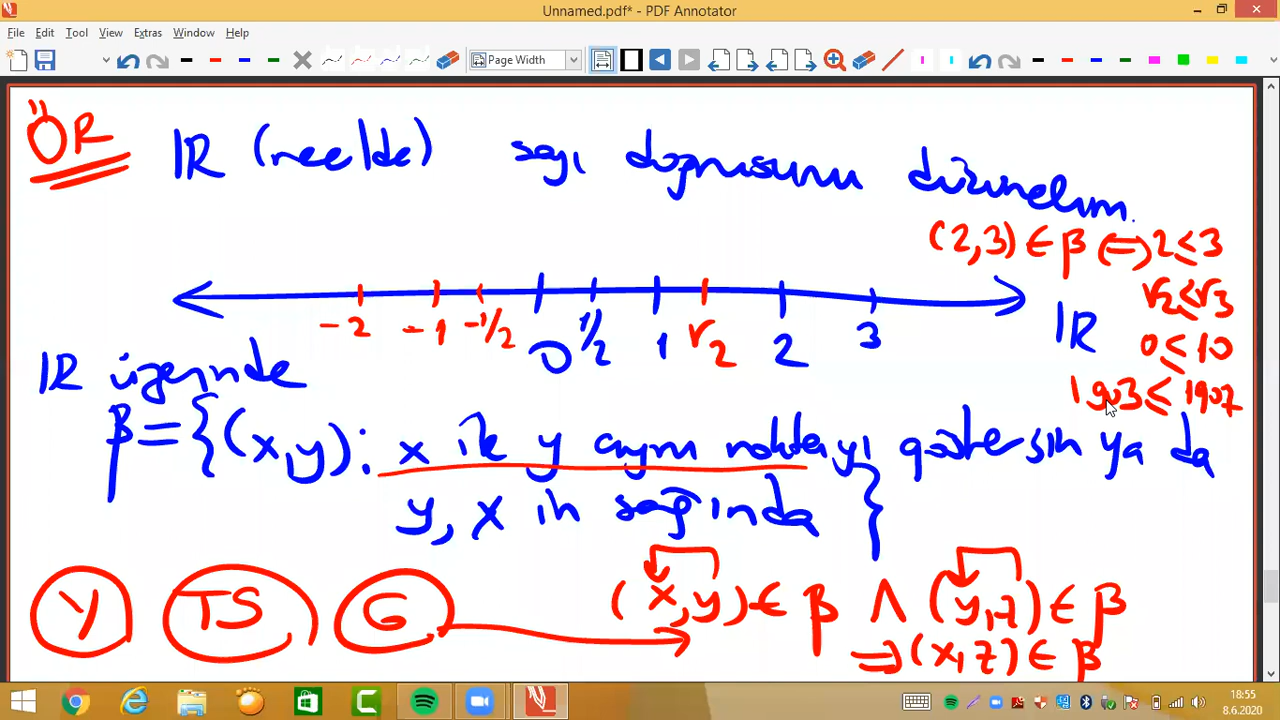 Unnamed.pdf* - PDF Annotator
File Edit Tool View Extras Window Help
Page Width
ÖR IR (reelde) sayı doğrusunu düşünelim.
(2,3) ∈ β ⇔ 2 ≤ 3
√2 ≤ √3
-2 -1 -1/2 0 1/2 1 √2 2 3 IR
0 ≤ 10
IR üzerinde 1903 ≤ 1907
β = {(x,y): x ile y aynı noktayı göstersin ya da
y, x in sağında}
Y TS G (x,y) ∈ β ∧ (y,z) ∈ β
⇒ (x,z) ∈ β
18:55
8.6.2020